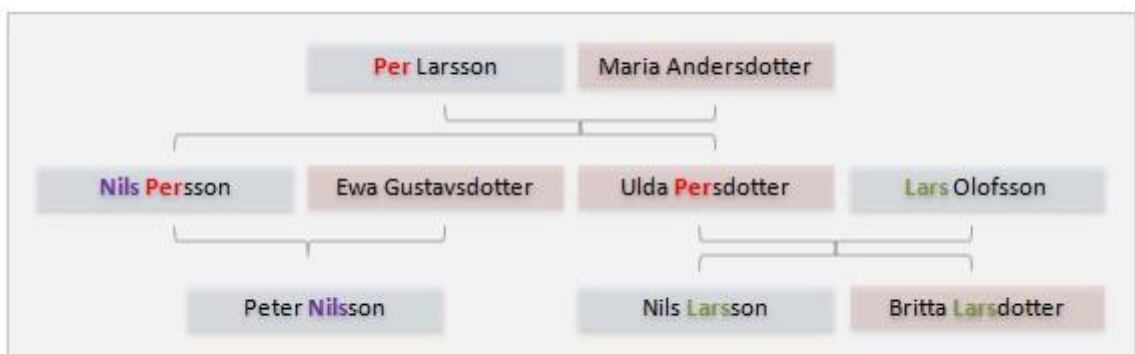 Per Larsson Maria Andersdotter
Nils Persson Ewa Gustavsdotter Ulda Persdotter Lars Olofsson
Peter Nilsson Nils Larsson Britta Larsdotter